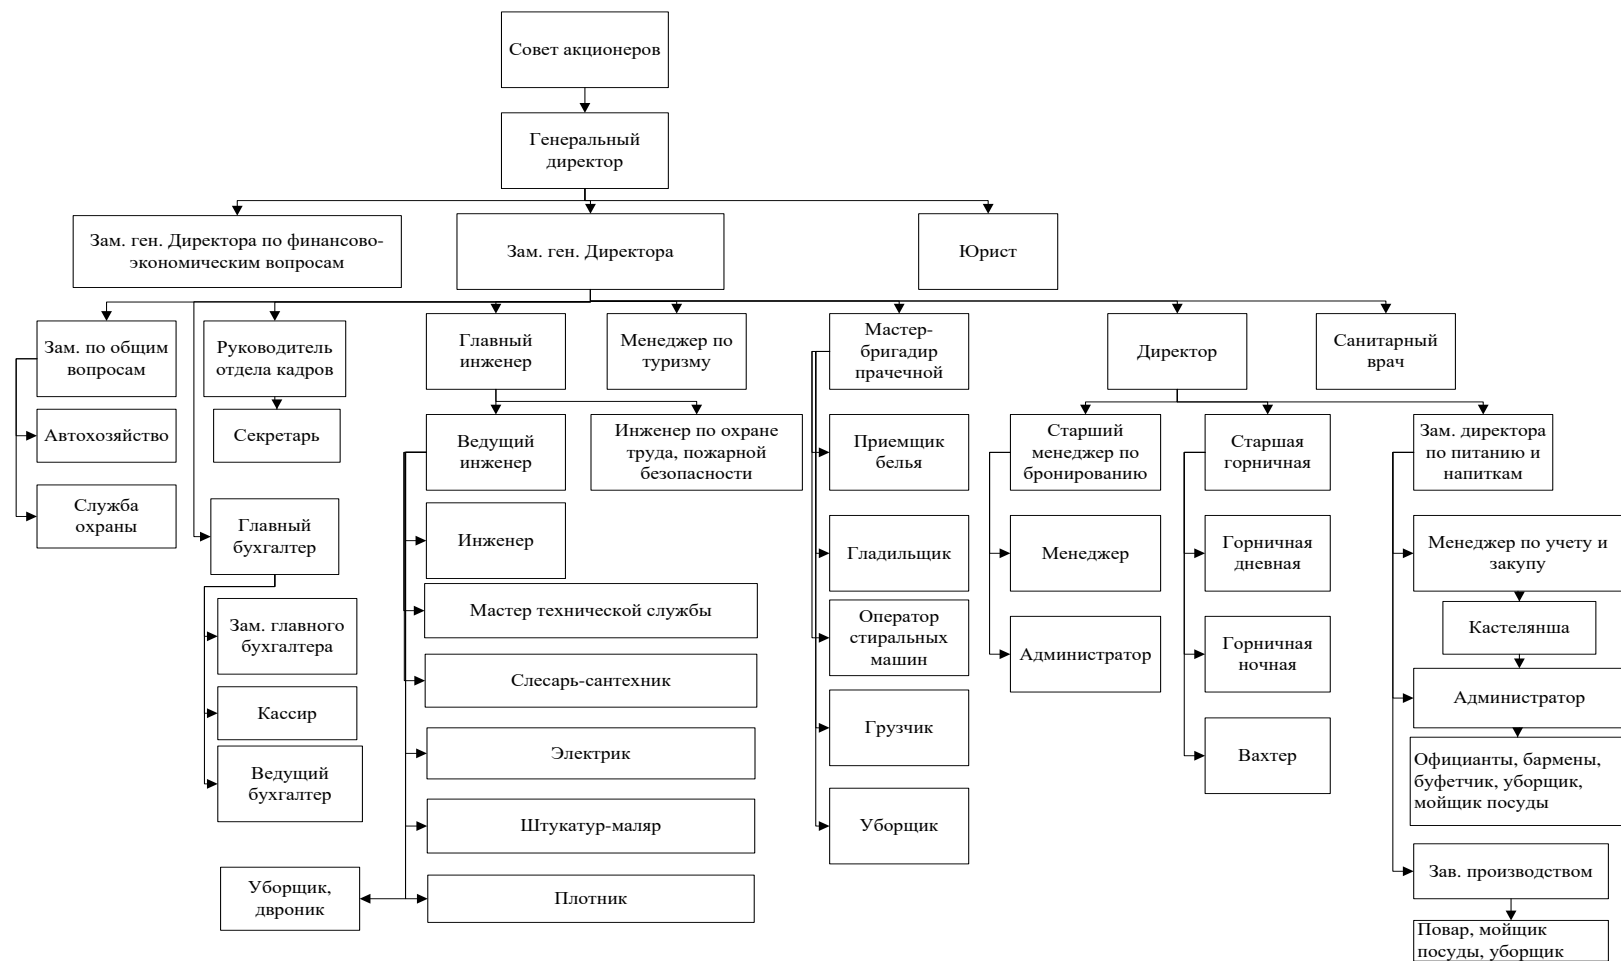 Совет акционеров
Генеральный
директор
Зам. ген. Директора по финансово-
экономическим вопросам
Зам. ген. Директора
Юрист
Зам. по общим
вопросам
Руководитель
отдела кадров
Главный
инженер
Менеджер по
туризму
Мастер-
бригадир
прачечной
Директор
Санитарный
врач
Автохозяйство
Секретарь
Ведущий
инженер
Инженер по охране
труда, пожарной
безопасности
Приемщик
белья
Старший
менеджер по
бронированию
Старшая
горничная
Зам. директора
по питанию и
напиткам
Служба
охраны
Главный
бухгалтер
Инженер
Гладильщик
Менеджер
Горничная
дневная
Менеджер по учету и
закупу
Зам. главного
бухгалтера
Мастер технической службы
Оператор
стиральных
машин
Администратор
Горничная
ночная
Кастелянша
Кассир
Слесарь-сантехник
Грузчик
Администратор
Ведущий
бухгалтер
Электрик
Вахтер
Официанты, бармены,
буфетчик, уборщик,
мойщик посуды
Штукатур-маляр
Уборщик
Уборщик,
двроник
Плотник
Зав. производством
Повар, мойщик
посуды, уборщик